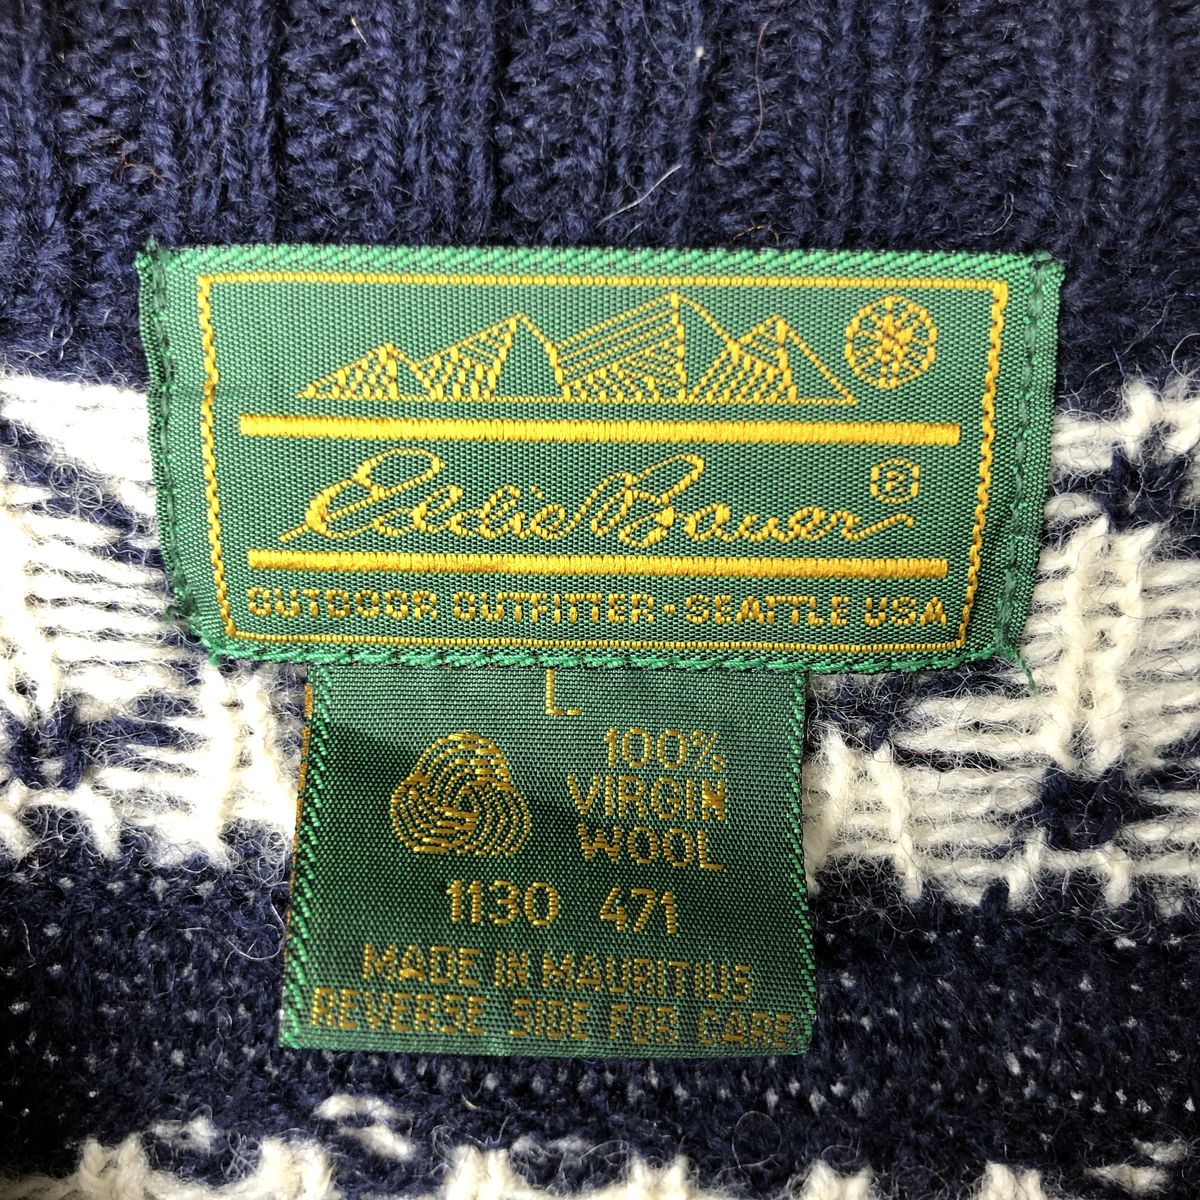 Eddie Bauer ®
OUTDOOR OUTFITTER · SEATTLE USA
L
100%
VIRGIN
WOOL
1130 471
MADE IN MAURITIUS
REVERSE SIDE FOR CARE